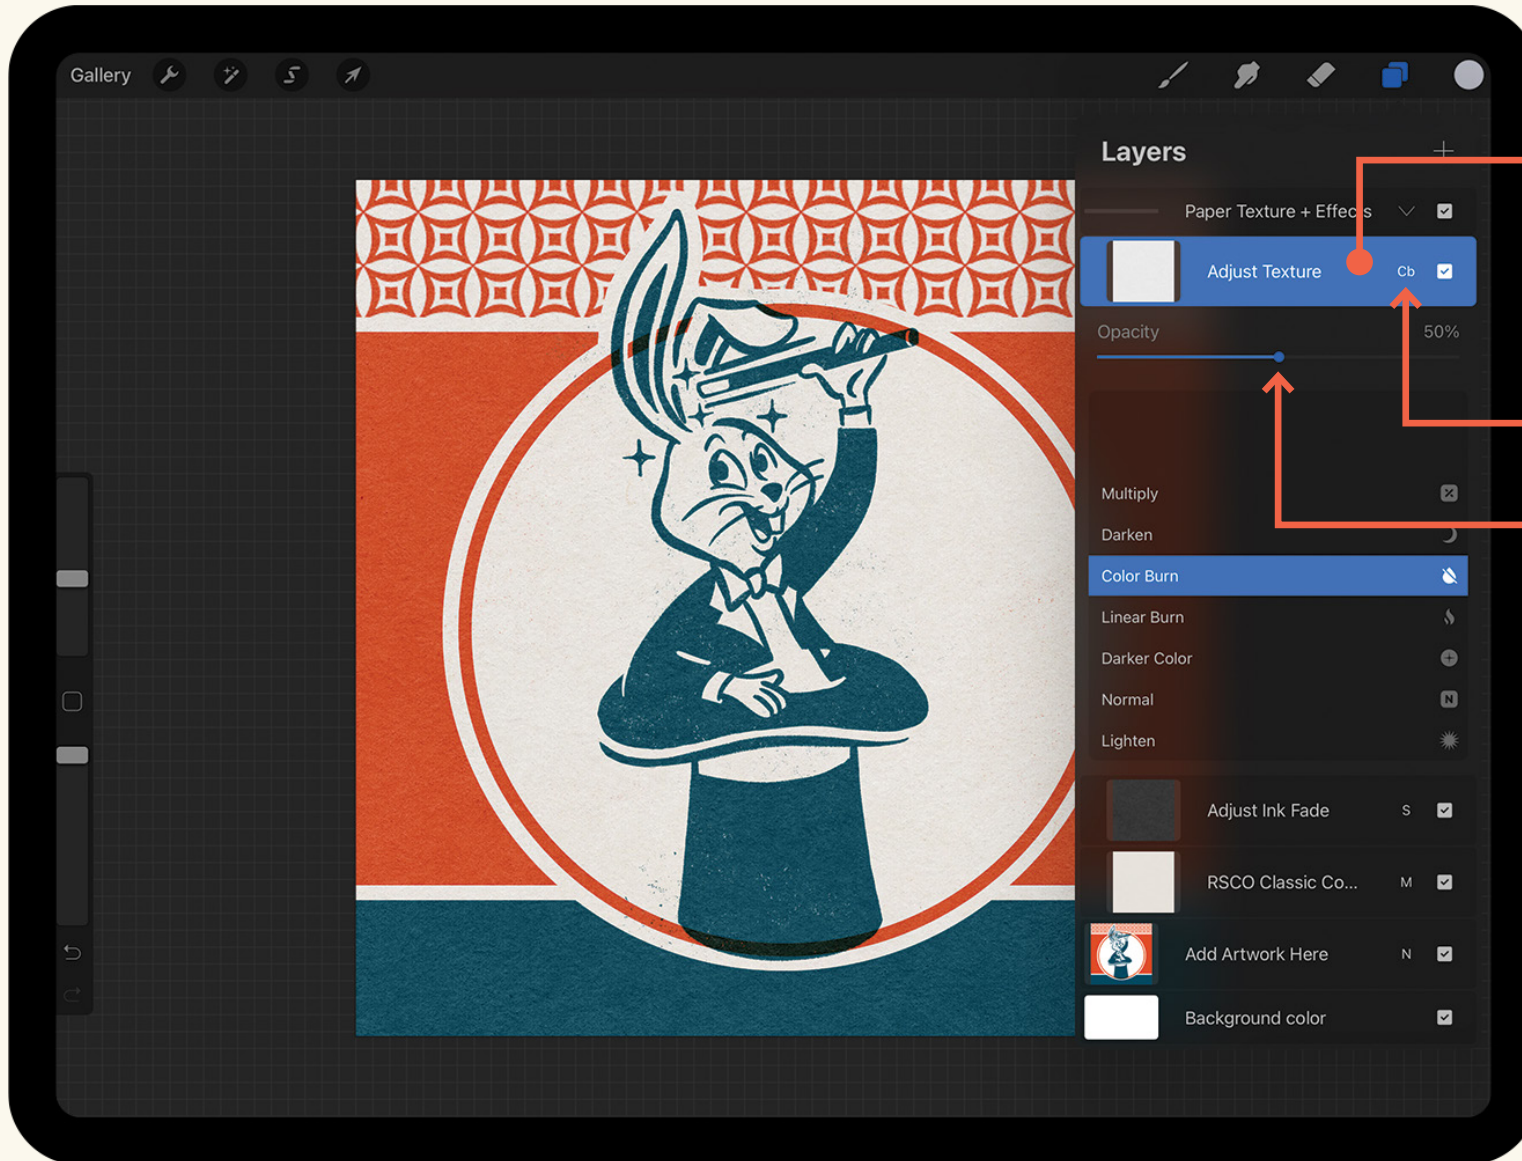 Gallery
Layers
Paper Texture + Effects
Adjust Texture Cb
Opacity 50%
Multiply
Darken
Color Burn
Linear Burn
Darker Color
Normal N
Lighten
Adjust Ink Fade S
RSCO Classic Co... M
Add Artwork Here N
Background color